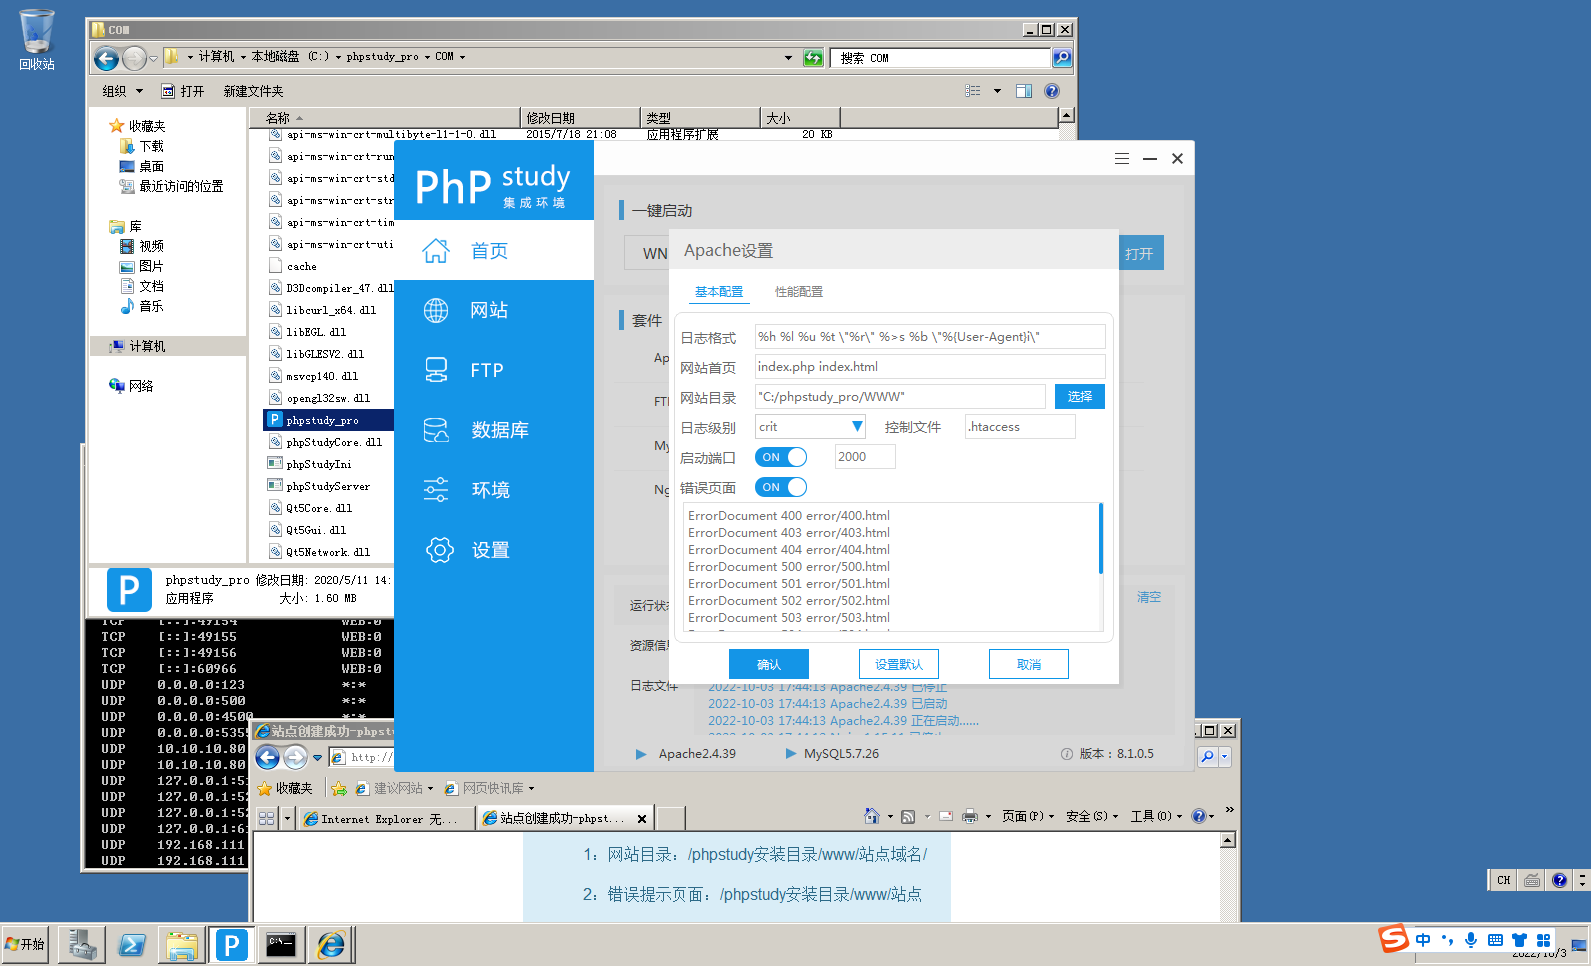 回收站
COM
计算机 本地磁盘 (C:) phpstudy_pro COM
搜索 COM
组织 打开 新建文件夹
名称 修改日期 类型 大小
收藏夹
下载
桌面
最近访问的位置
库
视频
图片
文档
音乐
计算机
网络
api-ms-win-crt-multibyte-l1-1-0.dll 2015/7/18 21:08 应用程序扩展 20 KB
api-ms-win-crt-run
api-ms-win-crt-std
api-ms-win-crt-str
api-ms-win-crt-tim
api-ms-win-crt-uti
cache
D3Dcompiler_47.dll
libcurl_x64.dll
libEGL.dll
libGLESV2.dll
msvcp140.dll
opengl32sw.dll
phpstudy_pro
phpStudyCore.dll
phpStudyIni
phpStudyServer
Qt5Core.dll
Qt5Gui.dll
Qt5Network.dll
P
phpstudy_pro 修改日期: 2020/5/11 14:
应用程序 大小: 1.60 MB
PhP study
集成环境
首页
网站
FTP
数据库
环境
设置
一键启动
WN
打开
套件
Ap
FT
My
Ng
运行状
资源信息
日志文件
清空
Apache设置
基本配置 性能配置
日志格式 %h %l %u %t \"%r\" %>s %b \"%{User-Agent}i\"
网站首页 index.php index.html
网站目录 "C:/phpstudy_pro/WWW" 选择
日志级别 crit 控制文件 .htaccess
启动端口 ON 2000
错误页面 ON
ErrorDocument 400 error/400.html
ErrorDocument 403 error/403.html
ErrorDocument 404 error/404.html
ErrorDocument 500 error/500.html
ErrorDocument 501 error/501.html
ErrorDocument 502 error/502.html
ErrorDocument 503 error/503.html
确认 设置默认 取消
2022-10-03 17:44:13 Apache2.4.39 已停止
2022-10-03 17:44:13 Apache2.4.39 已启动
2022-10-03 17:44:13 Apache2.4.39 正在启动......
Apache2.4.39 MySQL5.7.26 版本：8.1.0.5
TCP [::]:49154 WEB:0
TCP [::]:49155 WEB:0
TCP [::]:49156 WEB:0
TCP [::]:60966 WEB:0
UDP 0.0.0.0:123 *:*
UDP 0.0.0.0:500 *:*
UDP 0.0.0.0:4500 *:*
UDP 0.0.0.0:5355
UDP 10.10.10.80
UDP 10.10.10.80
UDP 127.0.0.1:5
UDP 127.0.0.1:52
UDP 127.0.0.1:52
UDP 127.0.0.1:6
UDP 192.168.111
UDP 192.168.111
站点创建成功-phpst
http://
收藏夹 建议网站 网页快讯库
Internet Explorer 无...
站点创建成功-phpst...
页面(P) 安全(S) 工具(O) »
1：网站目录：/phpstudy安装目录/www/站点域名/
2：错误提示页面：/phpstudy安装目录/www/站点
CH
开始
P
C:\_
S 中
2022/10/3